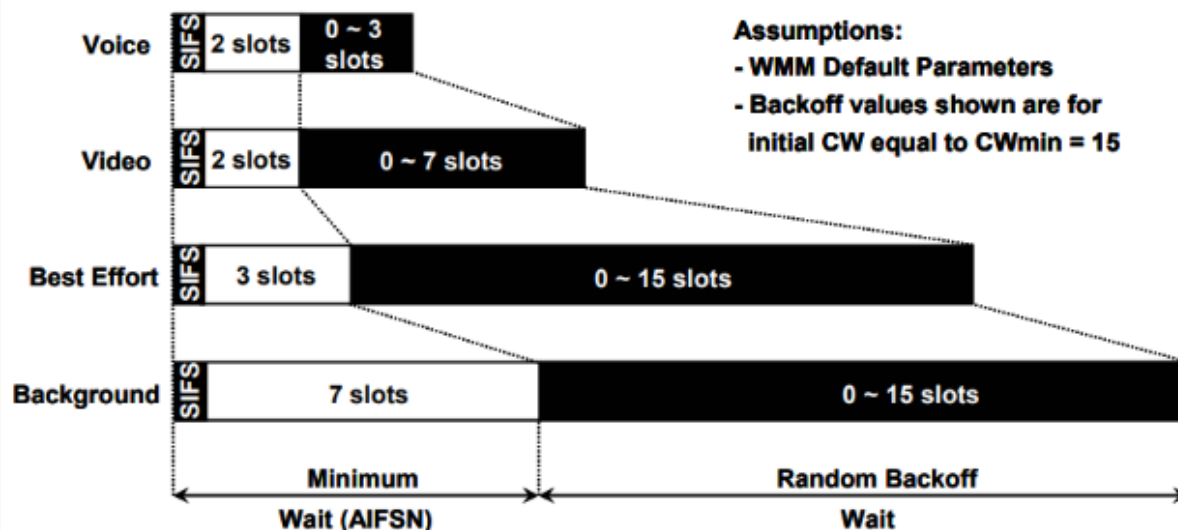 Voice
SIFS
2 slots
0 ~ 3
slots
Assumptions:
- WMM Default Parameters
- Backoff values shown are for
initial CW equal to CWmin = 15
Video
SIFS
2 slots
0 ~ 7 slots
Best Effort
SIFS
3 slots
0 ~ 15 slots
Background
SIFS
7 slots
0 ~ 15 slots
Minimum
Wait (AIFSN)
Random Backoff
Wait